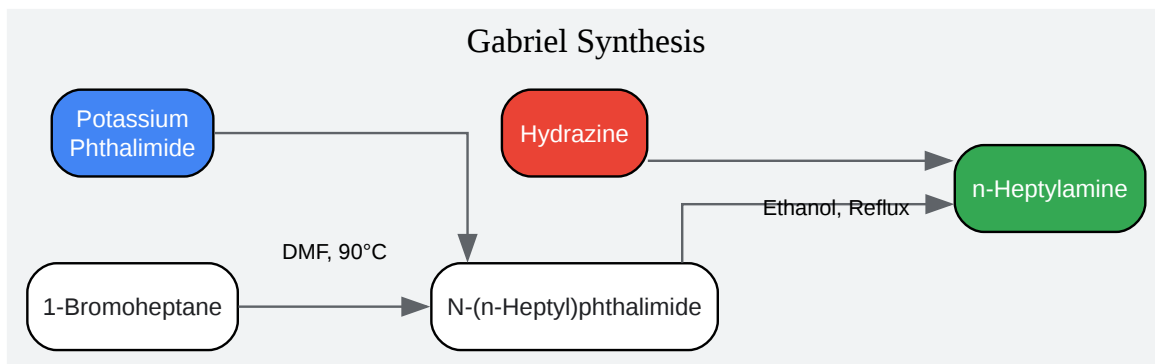 Gabriel Synthesis
Potassium
Phthalimide
Hydrazine
n-Heptylamine
Ethanol, Reflux
DMF, 90°C
1-Bromoheptane
N-(n-Heptyl)phthalimide